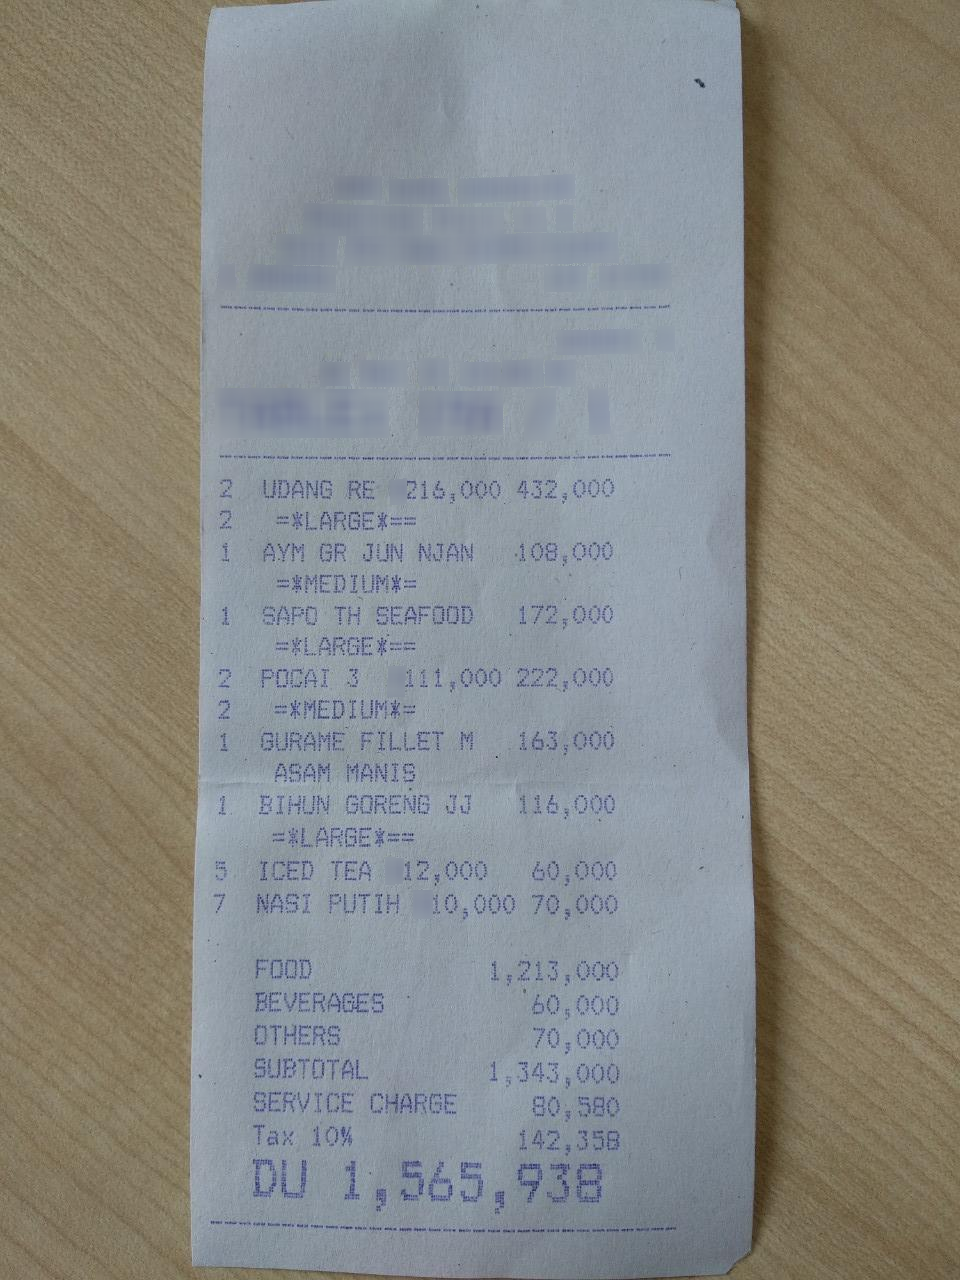 2 UDANG RE 216,000 432,000
2 =*LARGE*==
1 AYM GR JUN NJAN 108,000
=*MEDIUM*=
1 SAPO TH SEAFOOD 172,000
=*LARGE*==
2 POCAI 3 111,000 222,000
2 =*MEDIUM*=
1 GURAME FILLET M 163,000
ASAM MANIS
1 BIHUN GORENG JJ 116,000
=*LARGE*==
5 ICED TEA 12,000 60,000
7 NASI PUTIH 10,000 70,000
FOOD 1,213,000
BEVERAGES 60,000
OTHERS 70,000
SUBTOTAL 1,343,000
SERVICE CHARGE 80,580
Tax 10% 142,358
DU 1,565,938